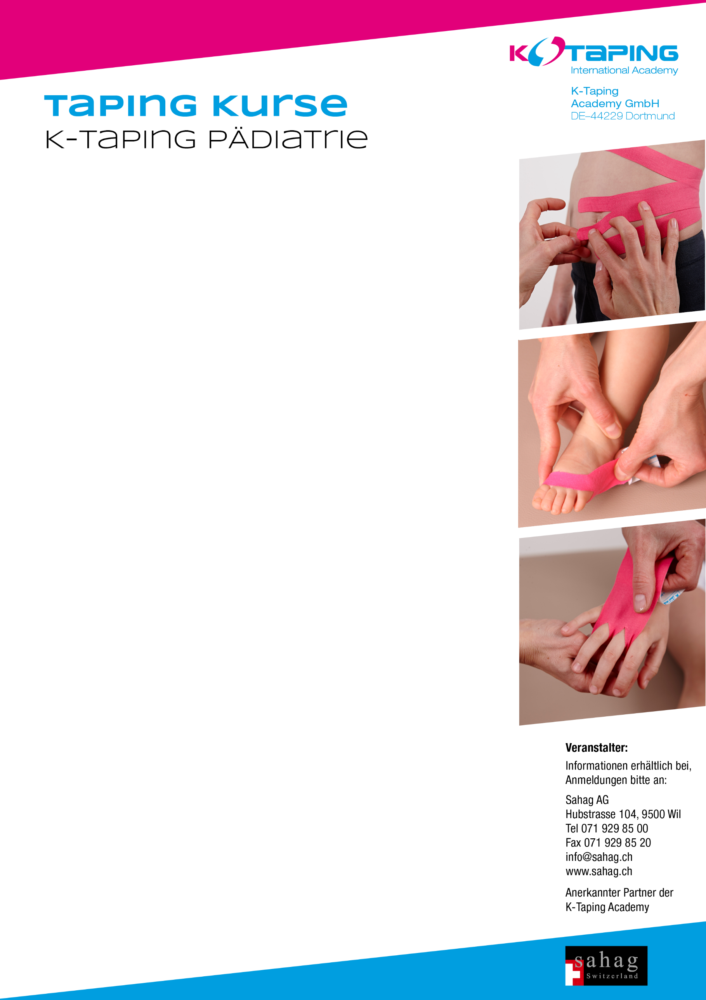 K TAPING
International Academy
K-Taping
Academy GmbH
DE–44229 Dortmund
Taping Kurse
K-Taping Pädiatrie
Veranstalter:
Informationen erhältlich bei,
Anmeldungen bitte an:
Sahag AG
Hubstrasse 104, 9500 Wil
Tel 071 929 85 00
Fax 071 929 85 20
info@sahag.ch
www.sahag.ch
Anerkannter Partner der
K-Taping Academy
sahag
Switzerland